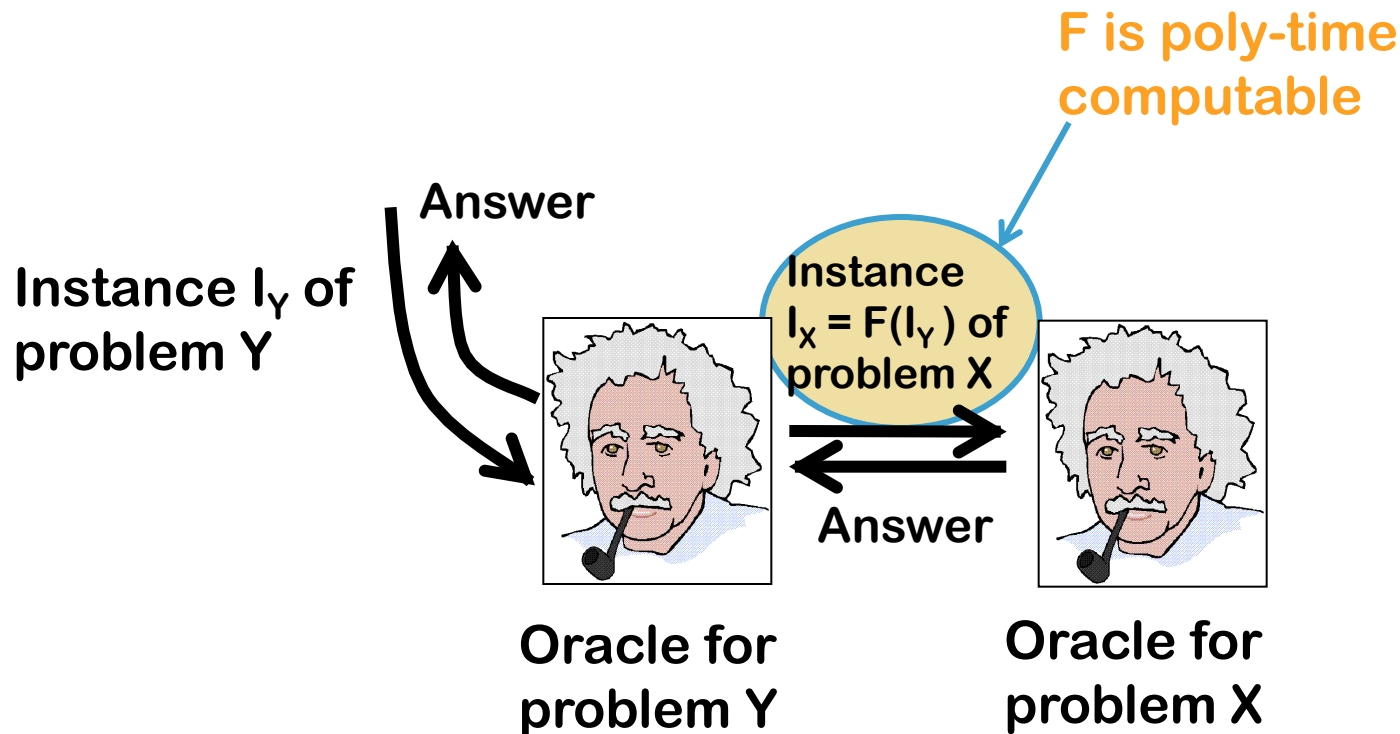 F is poly-time
computable
Answer
Instance I_Y of
problem Y
Instance
I_X = F(I_Y) of
problem X
Answer
Oracle for
problem Y
Oracle for
problem X